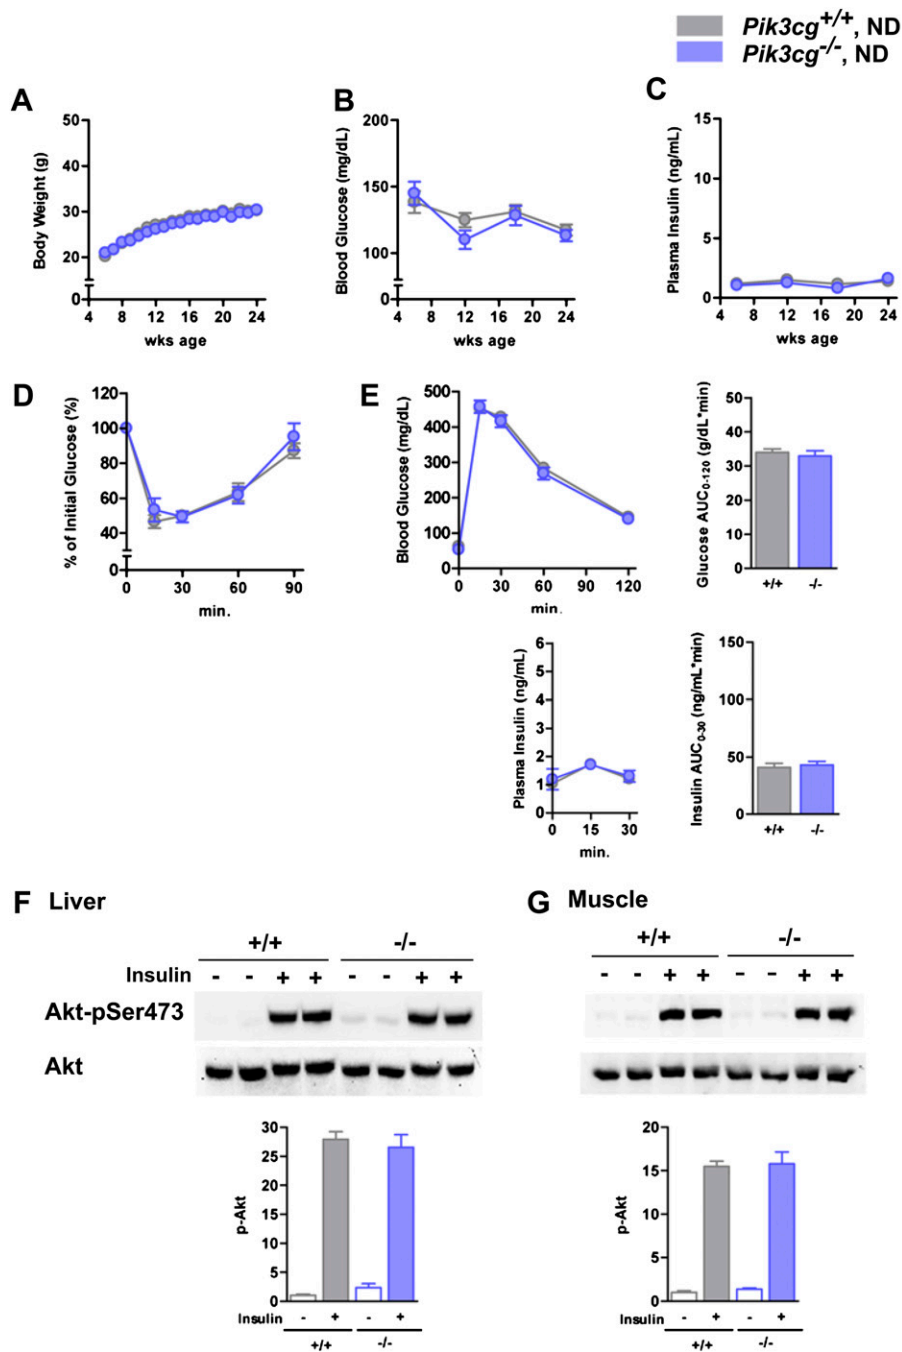 Pik3cg+/+, ND
Pik3cg-/-, ND
A
Body Weight (g)
50
40
30
20
0
4 8 12 16 20 24
wks age
B
Blood Glucose (mg/dL)
200
150
100
0
4 8 12 16 20 24
wks age
C
Plasma Insulin (ng/mL)
15
10
5
0
4 8 12 16 20 24
wks age
D
% of Initial Glucose (%)
120
100
80
60
40
0
0 30 60 90
min.
E
Blood Glucose (mg/dL)
500
400
300
200
100
0
0 30 60 90 120
min.
Glucose AUC0-120 (g/dL*min)
50
40
30
20
10
0
+/+ -/-
Plasma Insulin (ng/mL)
6
5
4
3
2
1
0
0 15 30
min.
Insulin AUC0-30 (ng/mL*min)
150
100
50
0
+/+ -/-
F Liver
+/+ -/-
Insulin - - + + - - + +
Akt-pSer473
Akt
p-Akt
30
25
20
15
10
5
0
Insulin - + - +
+/+ -/-
G Muscle
+/+ -/-
- - + + - - + +
p-Akt
20
15
10
5
0
Insulin - + - +
+/+ -/-